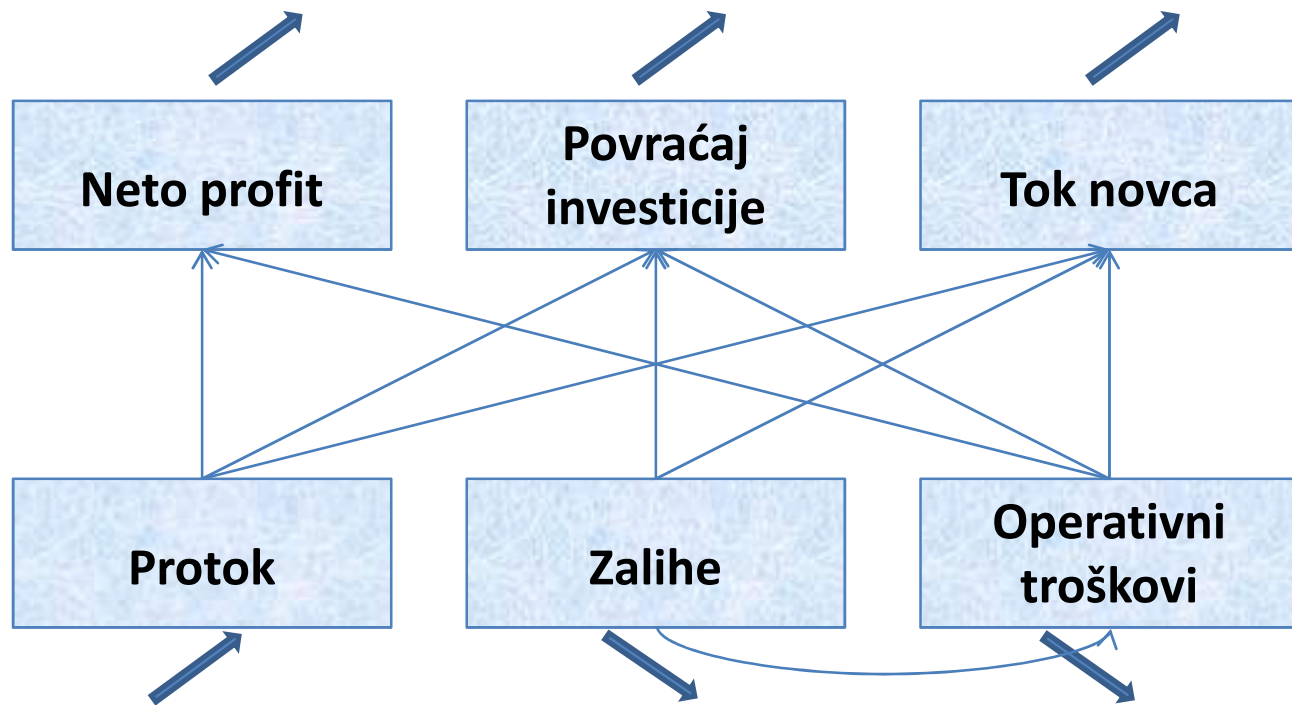 Neto profit
Povraćaj
investicije
Tok novca
Protok
Zalihe
Operativni
troškovi